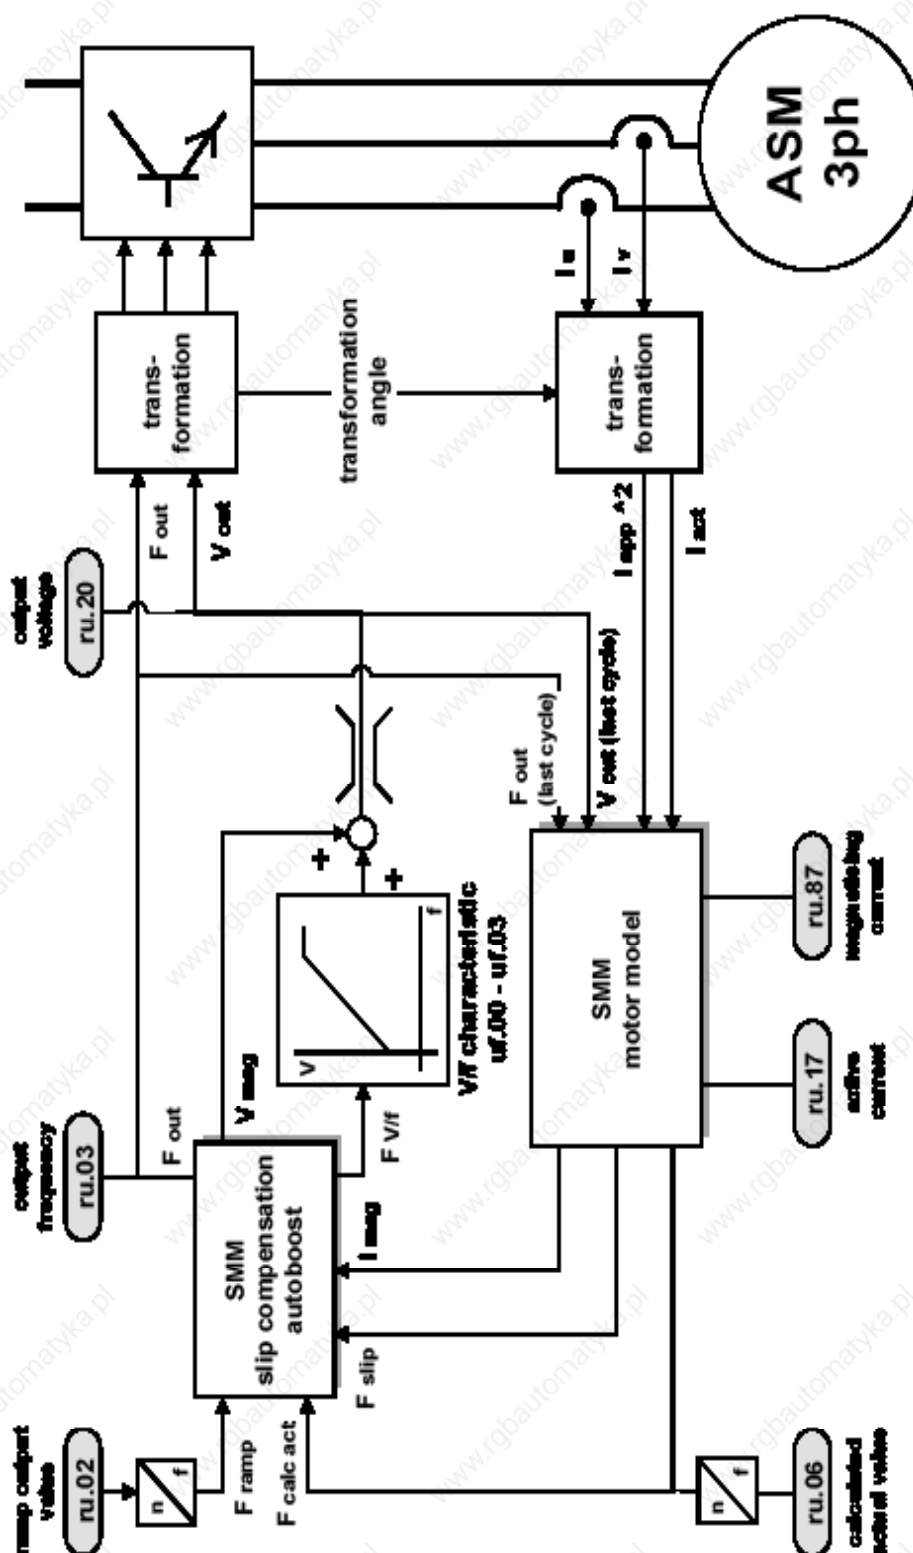 ramp output
value
ru.02
n
f
F ramp
F calc act
output
frequency
ru.03
F out
V mag
SMM
slip compensation
autoboost
F slip
I mag
F V/f
V
f
V/f characteristic
uf.00 - uf.03
+
+
output
voltage
ru.20
F out
V out
trans-
formation
transformation
angle
F out
(last cycle)
V out (last cycle)
I app ^2
I act
trans-
formation
I u
I v
ASM
3ph
SMM
motor model
n
f
ru.06
calculated
actual value
ru.17
active
current
ru.87
magnetising
current
www.rgbautomatyka.pl